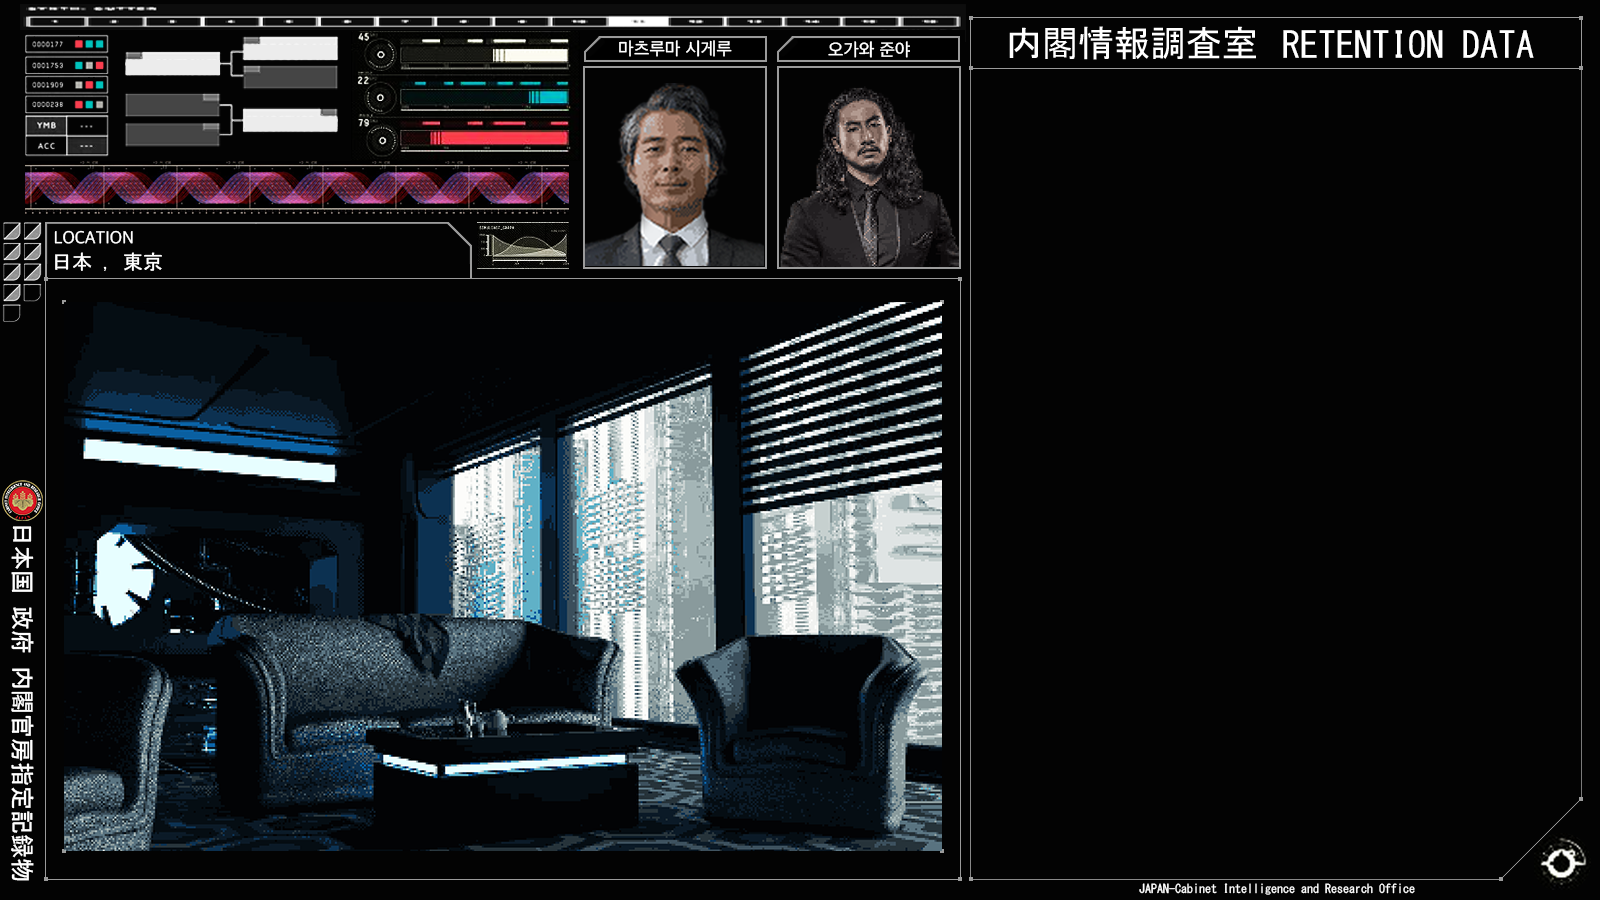 0000177
0001753
0001909
0000238
YMB ---
ACC ---
45
22
79
마츠루마 시게루
오가와 준야
内閣情報調査室 RETENTION DATA
LOCATION
日本 , 東京
日本国 政府 内閣官房指定記録物
JAPAN-Cabinet Intelligence and Research Office